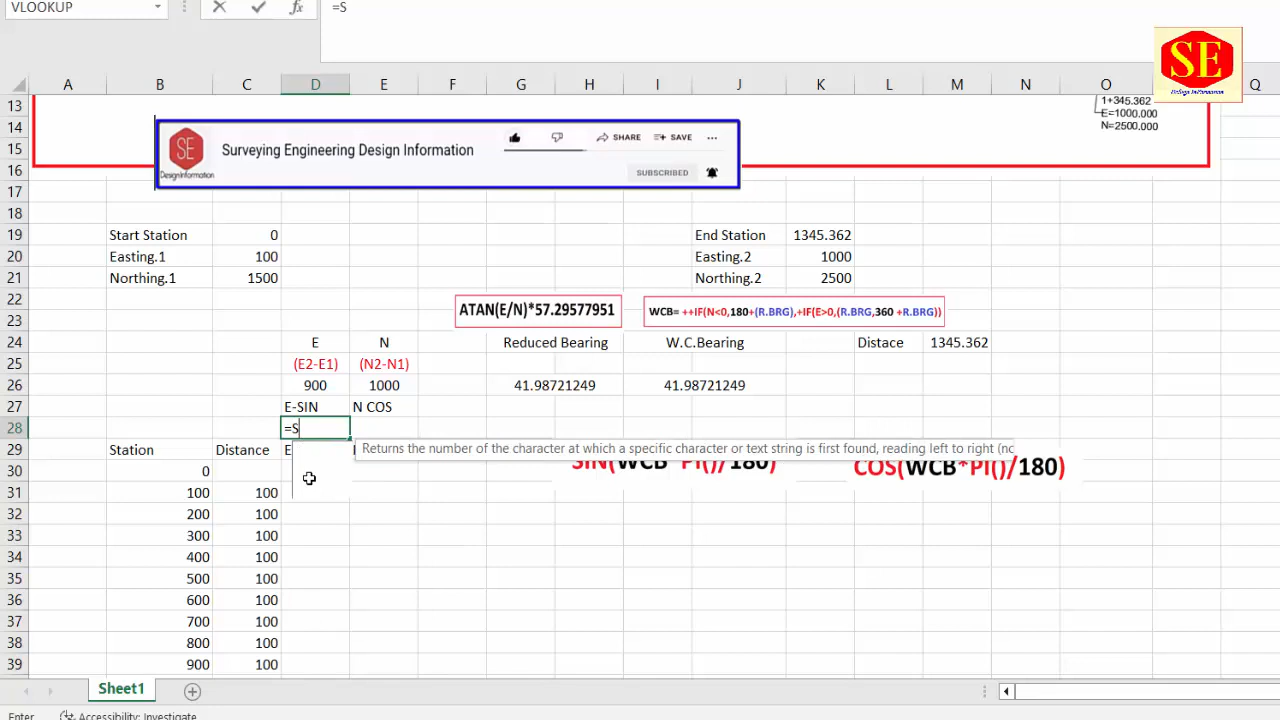 VLOOKUP
=S
SE
Design Information
A B C D E F G H I J K L M N O P Q
13
1+345.362
E=1000.000
14
N=2500.000
SE
DesignInformation
Surveying Engineering Design Information
SHARE
SAVE
15
16
SUBSCRIBED
17
18
19 Start Station 0 End Station 1345.362
20 Easting.1 100 Easting.2 1000
21 Northing.1 1500 Northing.2 2500
22
ATAN(E/N)*57.29577951
WCB= ++IF(N<0,180+(R.BRG),+IF(E>0,(R.BRG,360 +R.BRG))
23
24 E N Reduced Bearing W.C.Bearing Distace 1345.362
25 (E2-E1) (N2-N1)
26 900 1000 41.98721249 41.98721249
27 E-SIN N COS
28 =S
Returns the number of the character at which a specific character or text string is first found, reading left to right (nc
29 Station Distance E
SIN(WCB*PI()/180)
COS(WCB*PI()/180)
30 0
31 100 100
32 200 100
33 300 100
34 400 100
35 500 100
36 600 100
37 700 100
38 800 100
39 900 100
Sheet1
Enter
Accessibility: Investigate